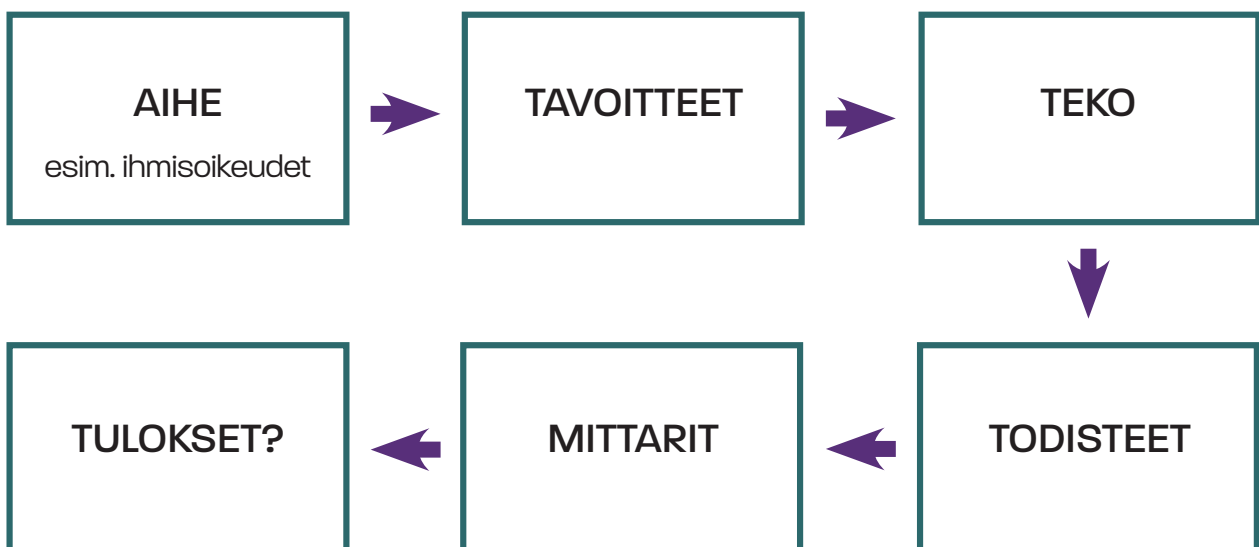 AIHE
esim. ihmisoikeudet
TAVOITTEET
TEKO
TODISTEET
MITTARIT
TULOKSET?